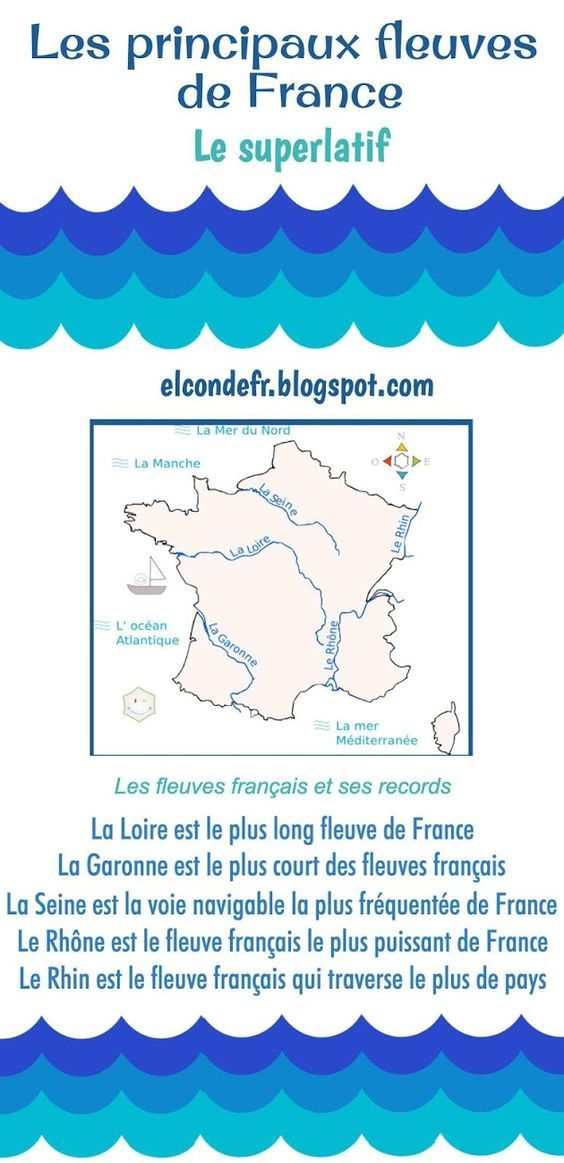 Les principaux fleuves
de France
Le superlatif
elcondefr.blogspot.com
La Mer du Nord
La Manche
N
O
E
S
La Seine
Le Rhin
La Loire
L' océan
Atlantique
La Garonne
Le Rhône
La mer
Méditerranée
Les fleuves français et ses records
La Loire est le plus long fleuve de France
La Garonne est le plus court des fleuves français
La Seine est la voie navigable la plus fréquentée de France
Le Rhône est le fleuve français le plus puissant de France
Le Rhin est le fleuve français qui traverse le plus de pays